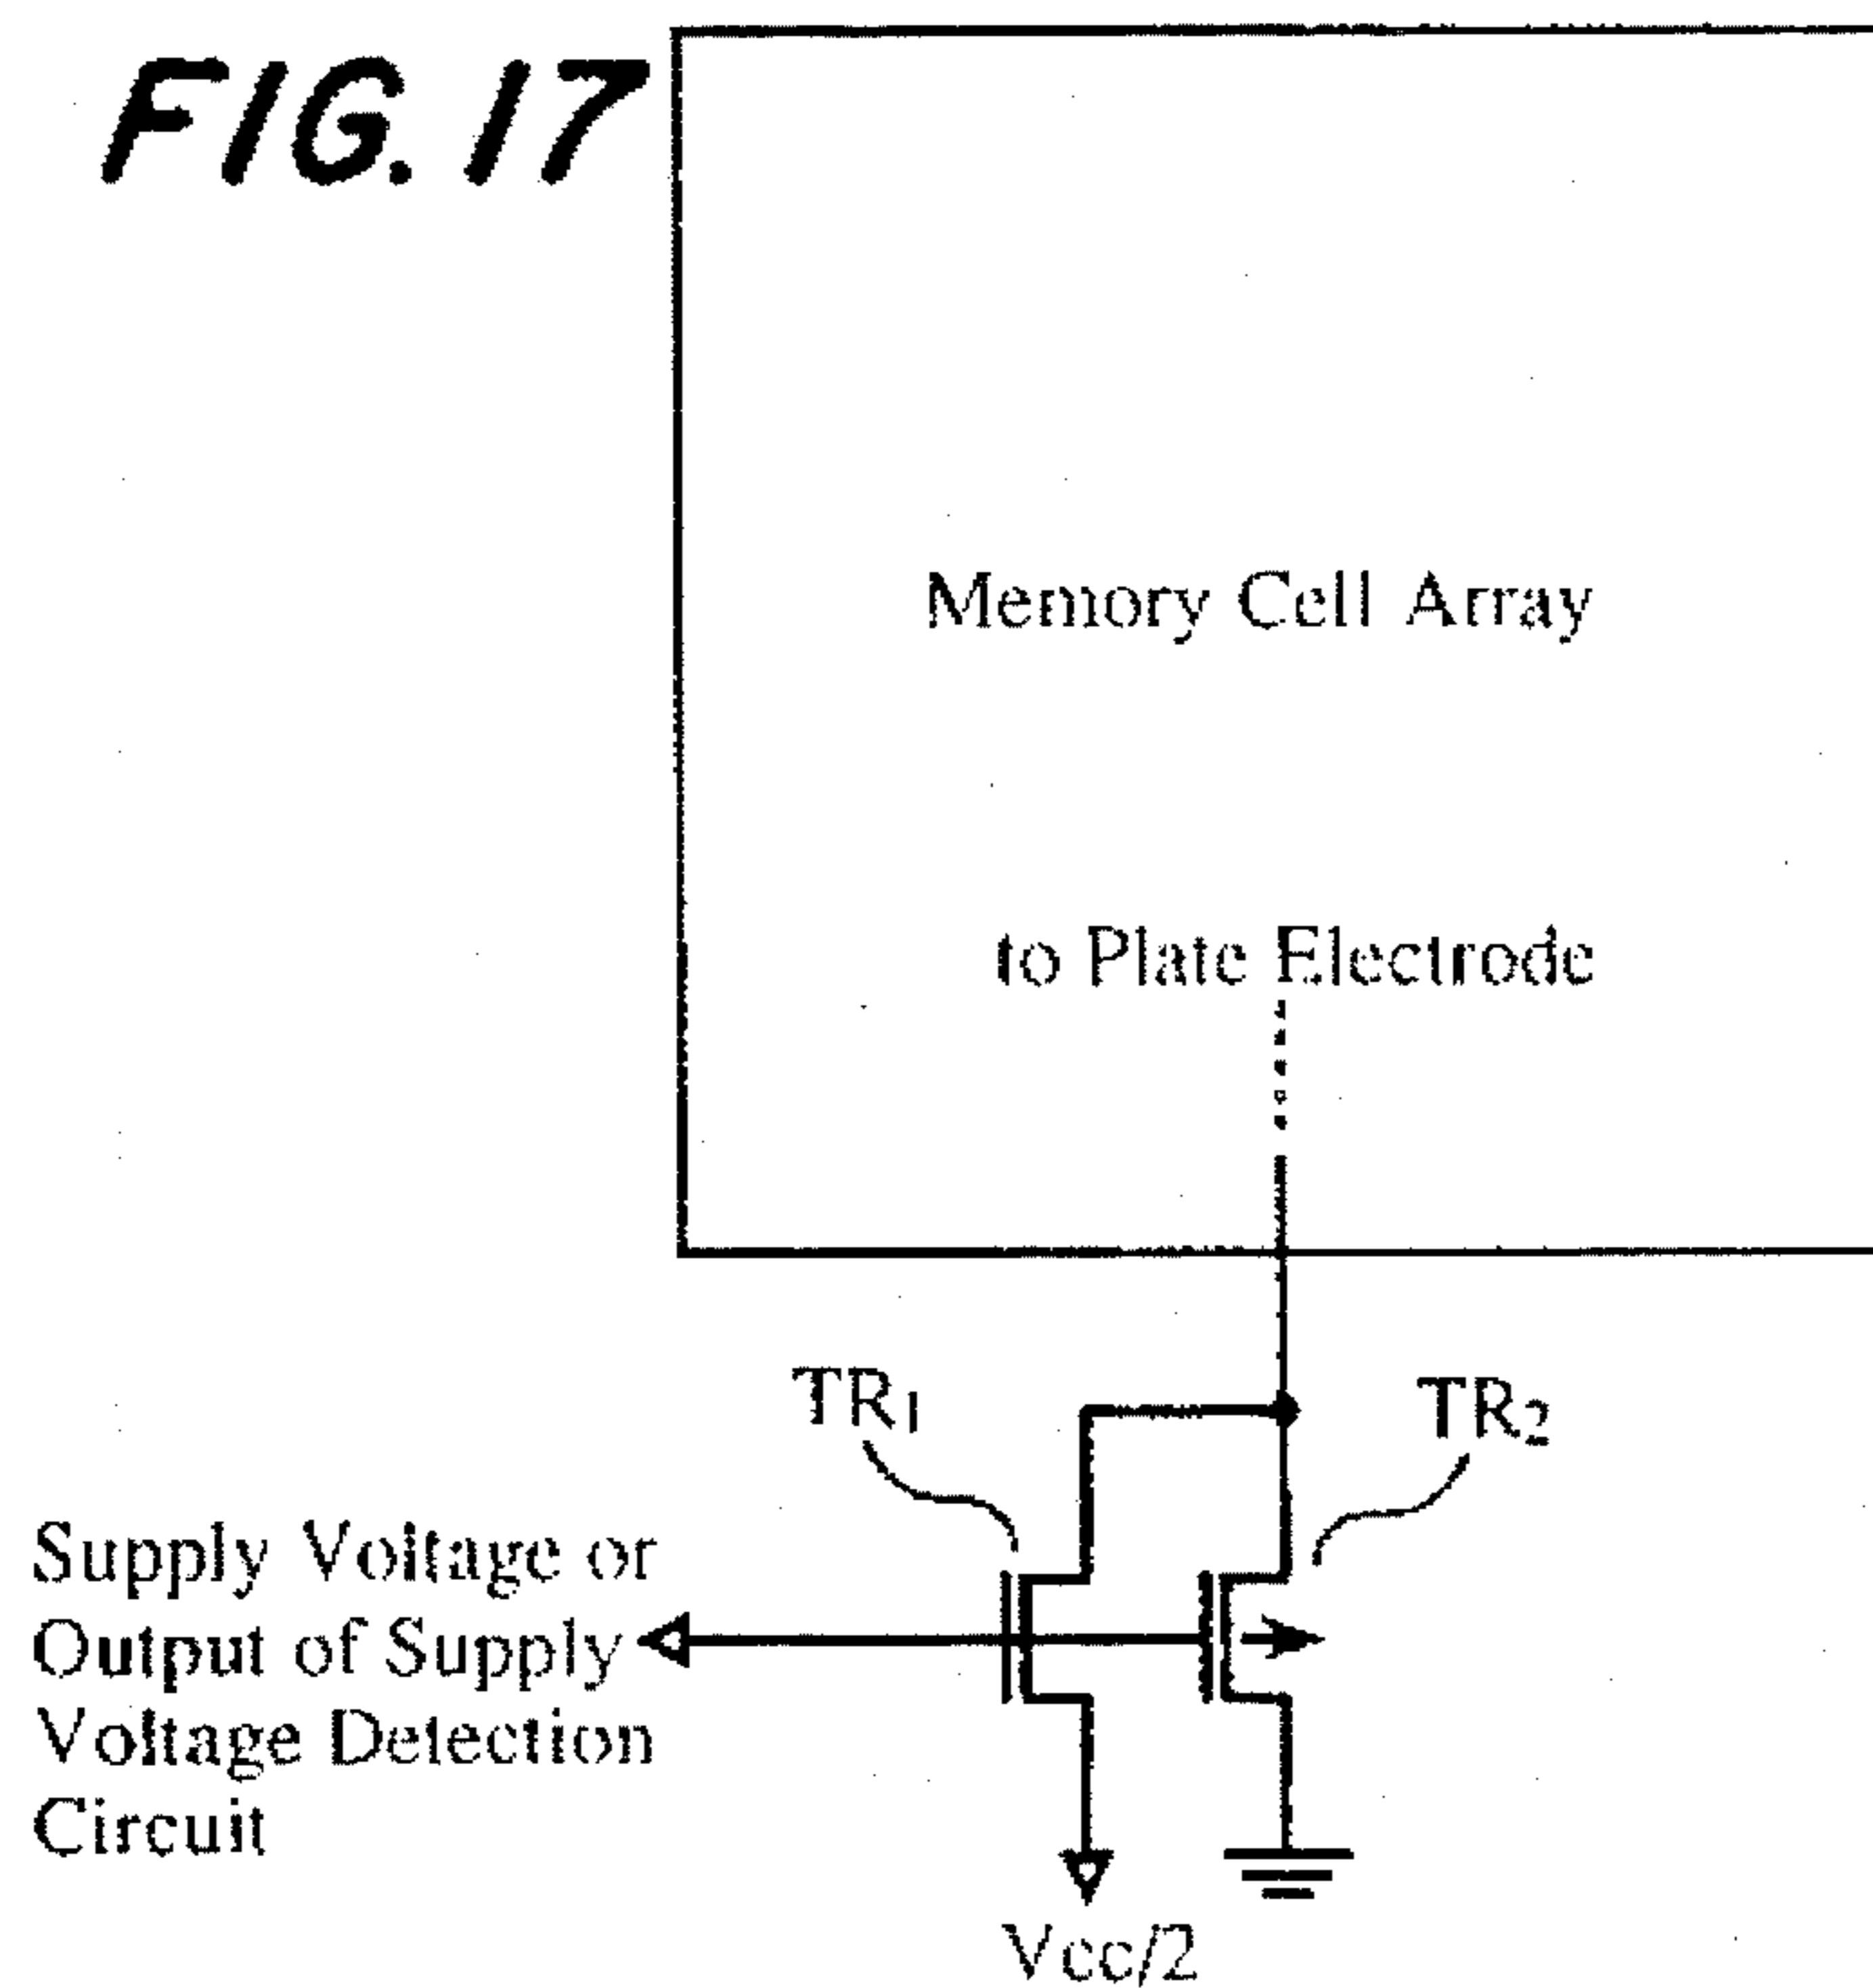 FIG. 17
Memory Cell Array
to Plate Electrode
TR1
TR2
Supply Voltage or
Output of Supply
Voltage Detection
Circuit
Vcc/2